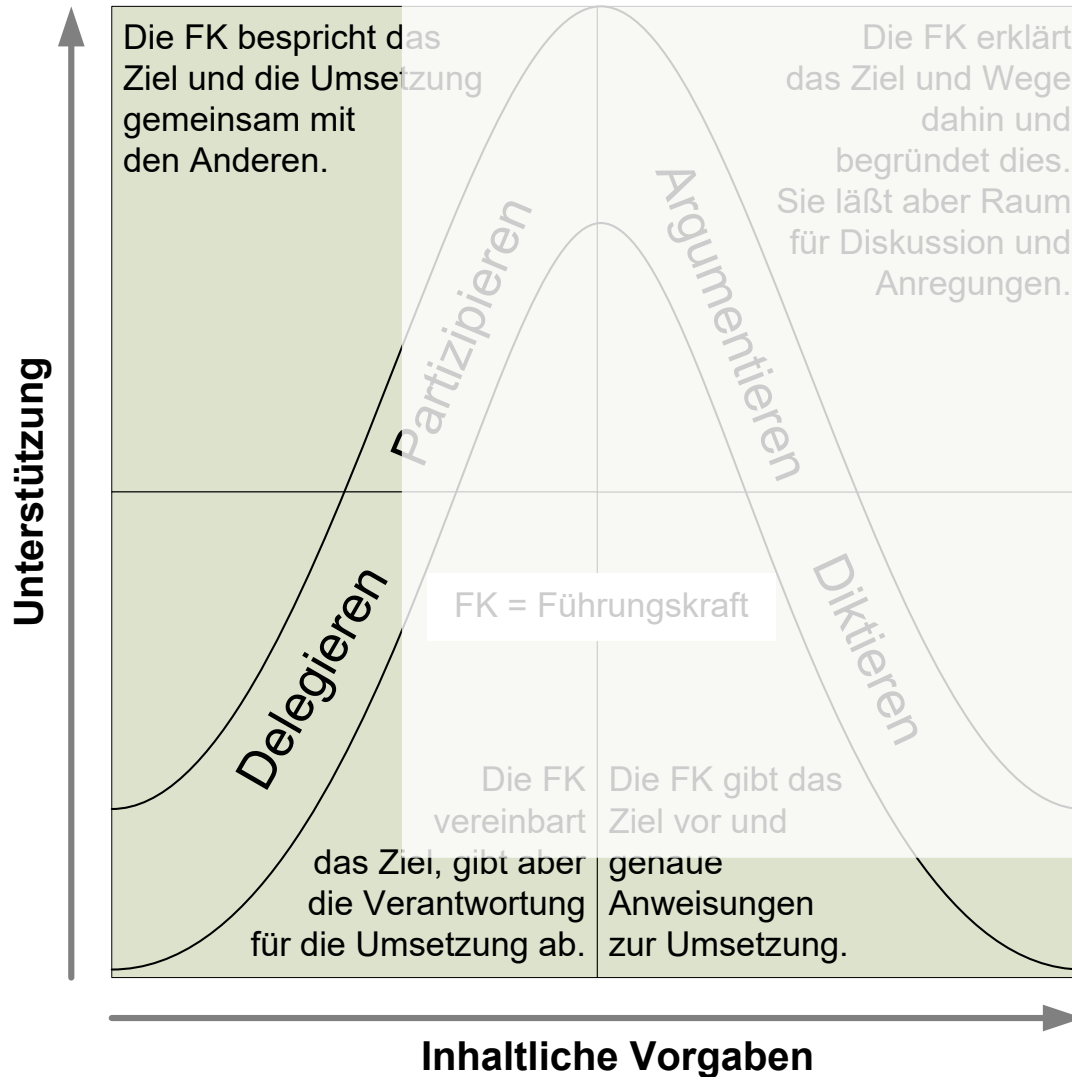 Die FK bespricht das
Ziel und die Umsetzung
gemeinsam mit
den Anderen.
Die FK erklärt
das Ziel und Wege
dahin und
begründet dies.
Sie läßt aber Raum
für Diskussion und
Anregungen.
Partizipieren
Argumentieren
Unterstützung
Delegieren
FK = Führungskraft
Diktieren
Die FK
vereinbart
das Ziel, gibt aber
die Verantwortung
für die Umsetzung ab.
Die FK gibt das
Ziel vor und
genaue
Anweisungen
zur Umsetzung.
Inhaltliche Vorgaben